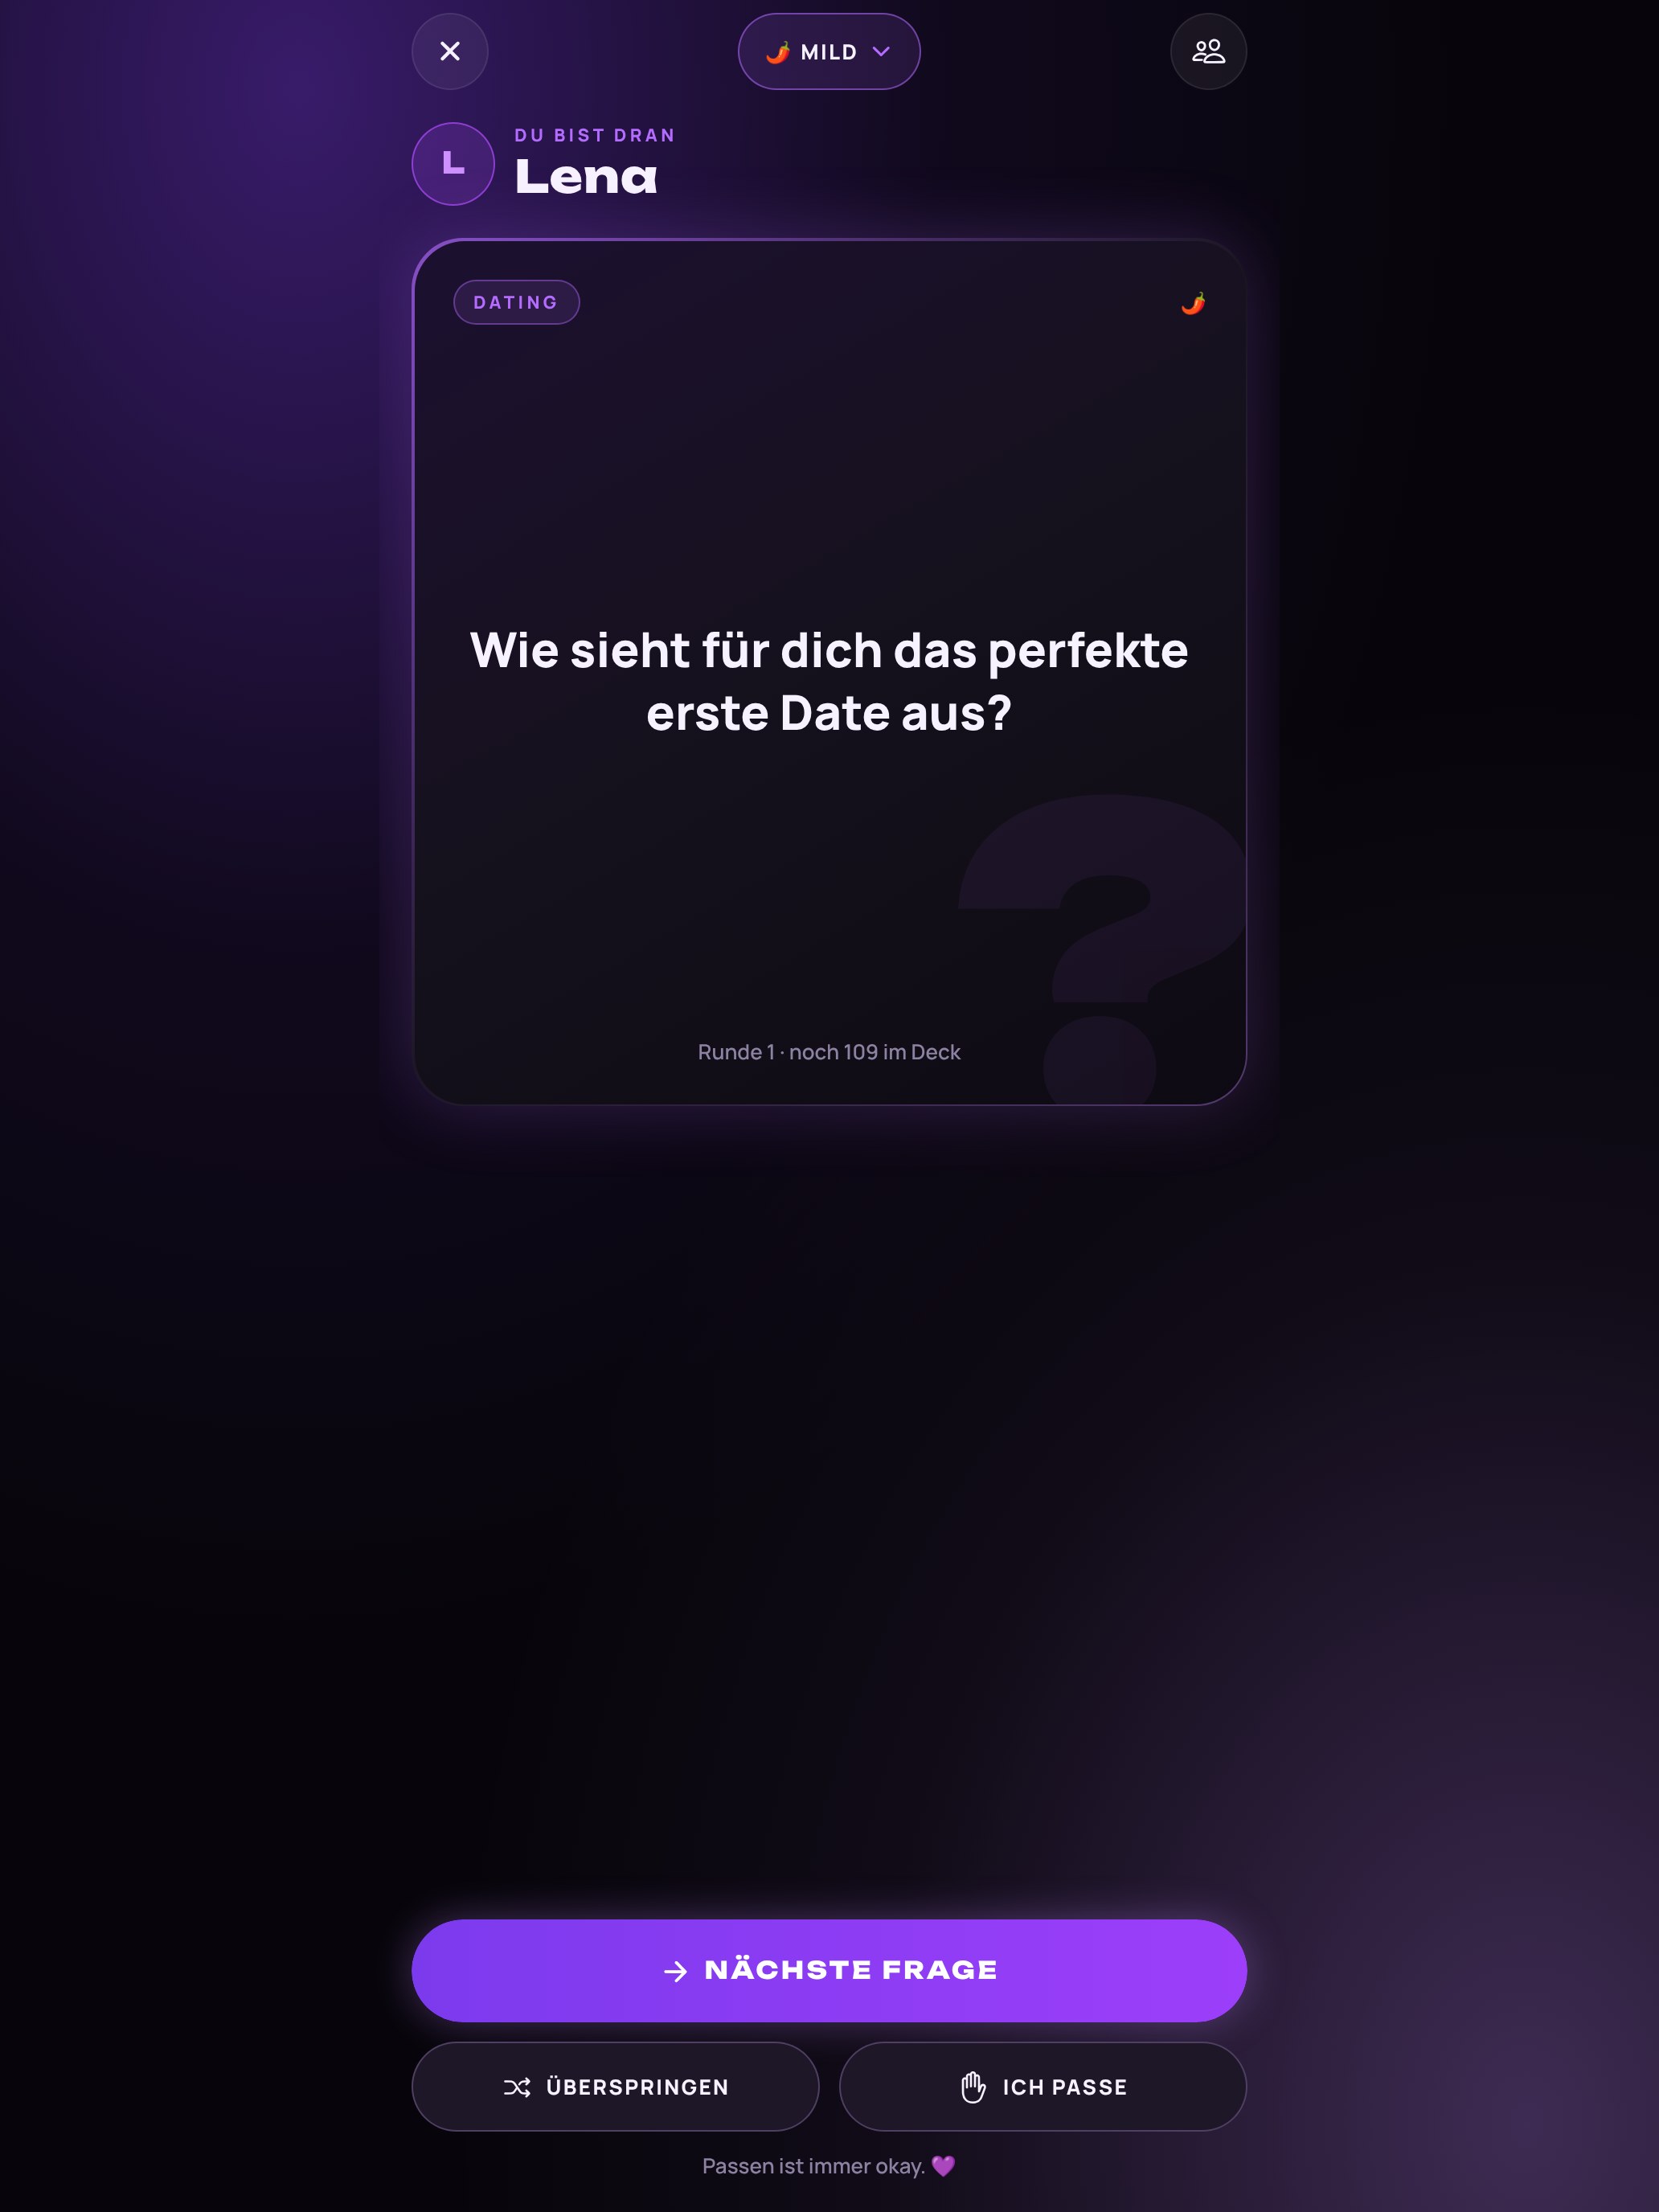 🌶️ MILD
DU BIST DRAN
L
Lena
DATING
🌶️
Wie sieht für dich das perfekte
erste Date aus?
?
Runde 1 · noch 109 im Deck
NÄCHSTE FRAGE
ÜBERSPRINGEN
ICH PASSE
Passen ist immer okay. 💜